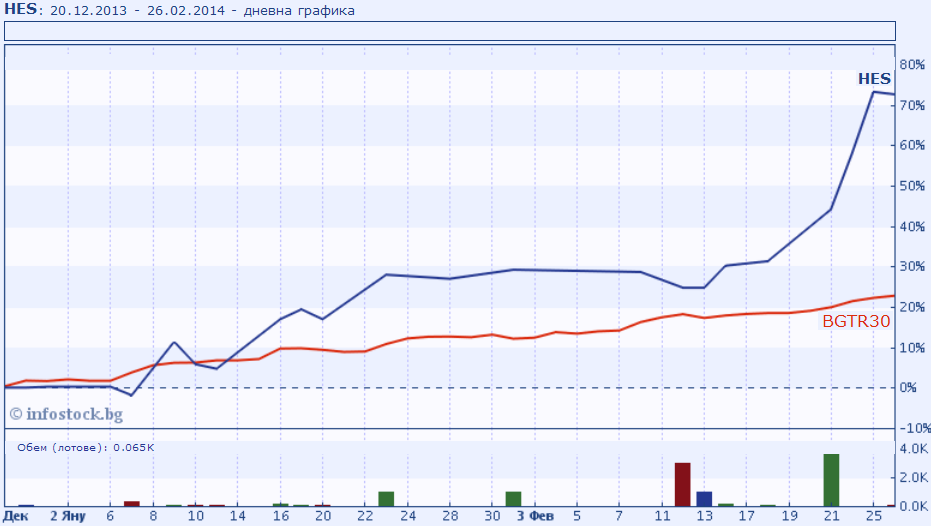 HES: 20.12.2013 - 26.02.2014 - дневна графика
80%
HES
70%
60%
50%
40%
30%
20%
BGTR30
10%
0%
© infostock.bg
-10%
Обем (лотове): 0.065K
4.0K
2.0K
0.0K
Дек 2 Яну 6 8 10 14 16 20 22 24 28 30 3 Фев 5 7 11 13 17 19 21 25